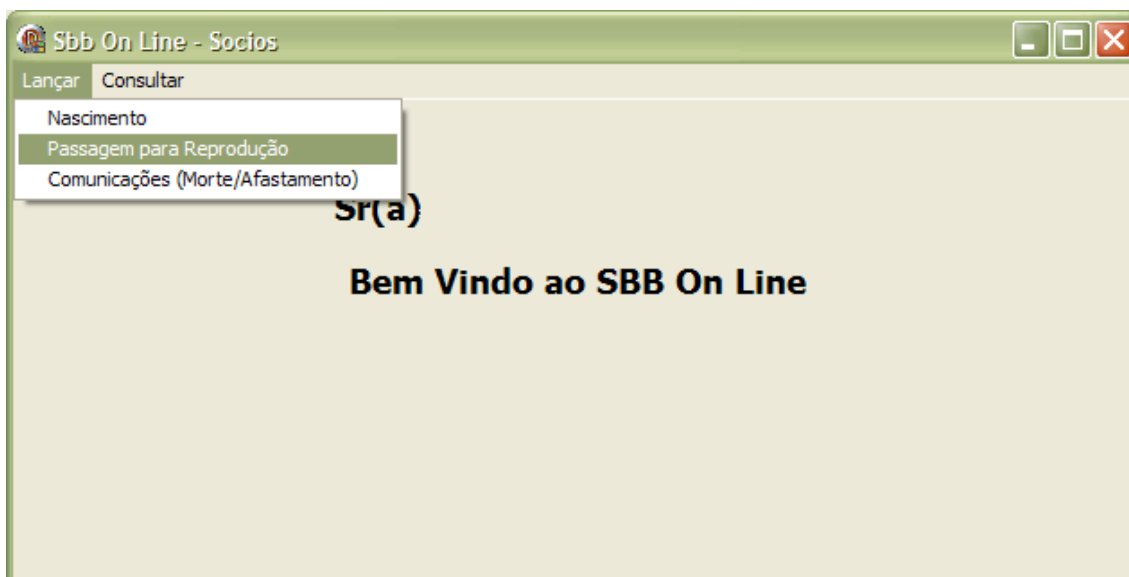 Sbb On Line - Socios
Lançar Consultar
Nascimento
Passagem para Reprodução
Comunicações (Morte/Afastamento)
Sr(a)
Bem Vindo ao SBB On Line